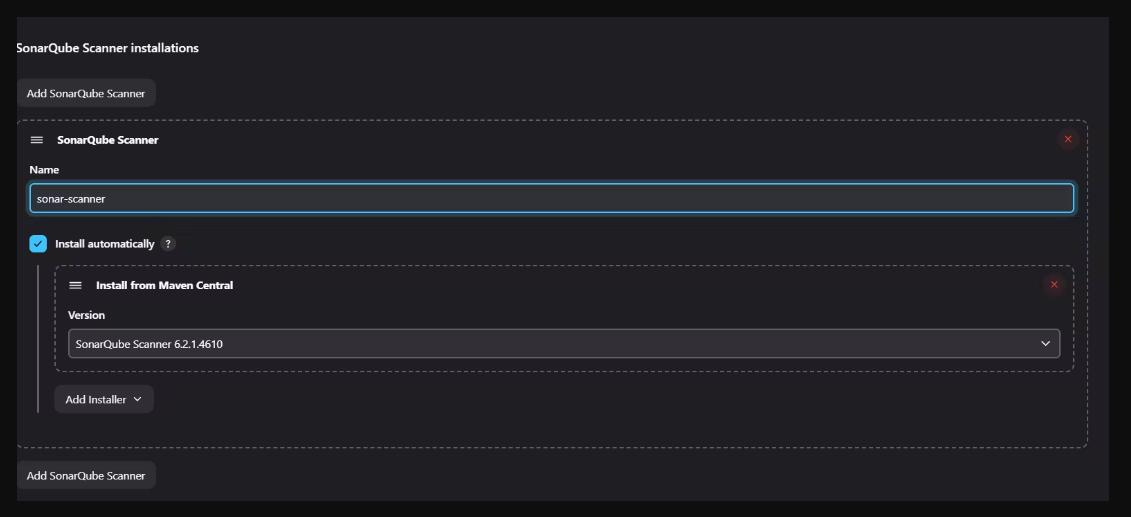 SonarQube Scanner installations
Add SonarQube Scanner
SonarQube Scanner
Name
sonar-scanner
Install automatically ?
Install from Maven Central
Version
SonarQube Scanner 6.2.1.4610
Add Installer
Add SonarQube Scanner